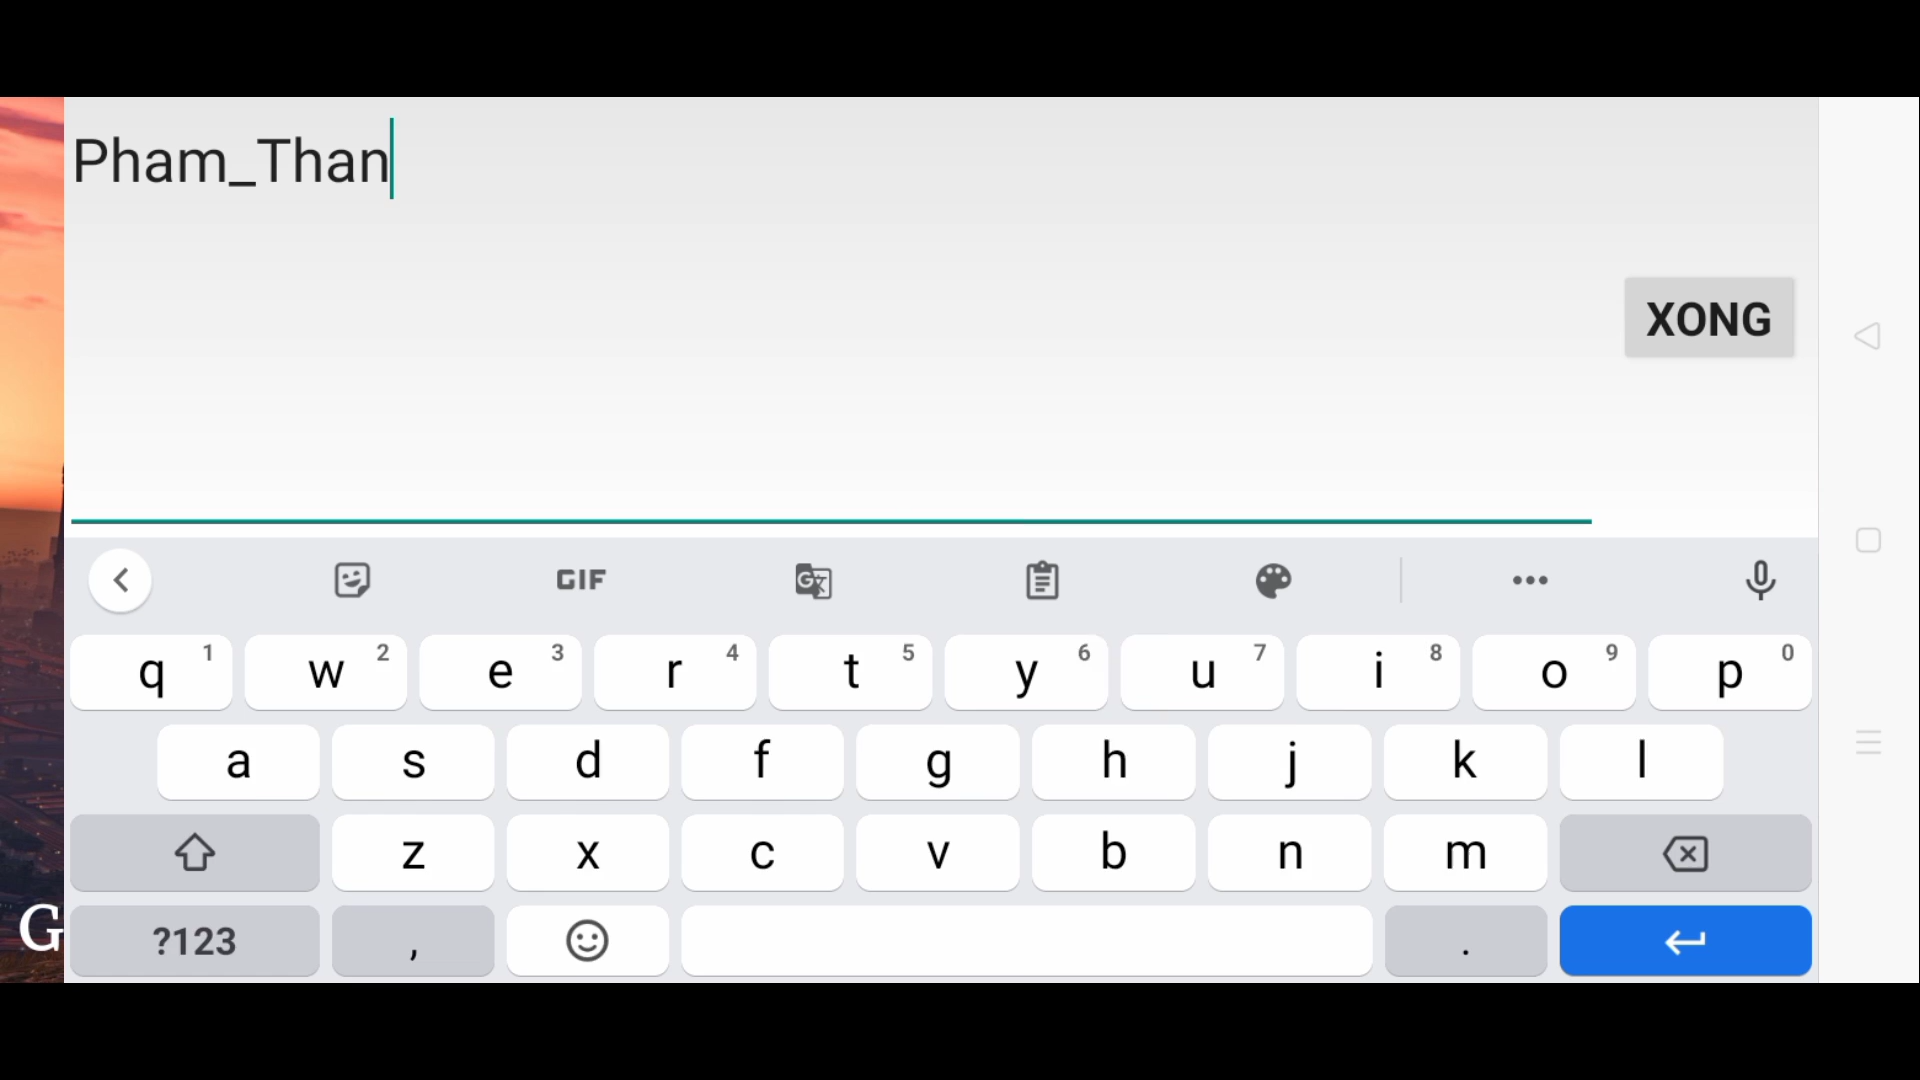 Pham_Than
XONG
GIF
G
q 1 w 2 e 3 r 4 t 5 y 6 u 7 i 8 o 9 p 0
a s d f g h j k l
z x c v b n m
G ?123 , .